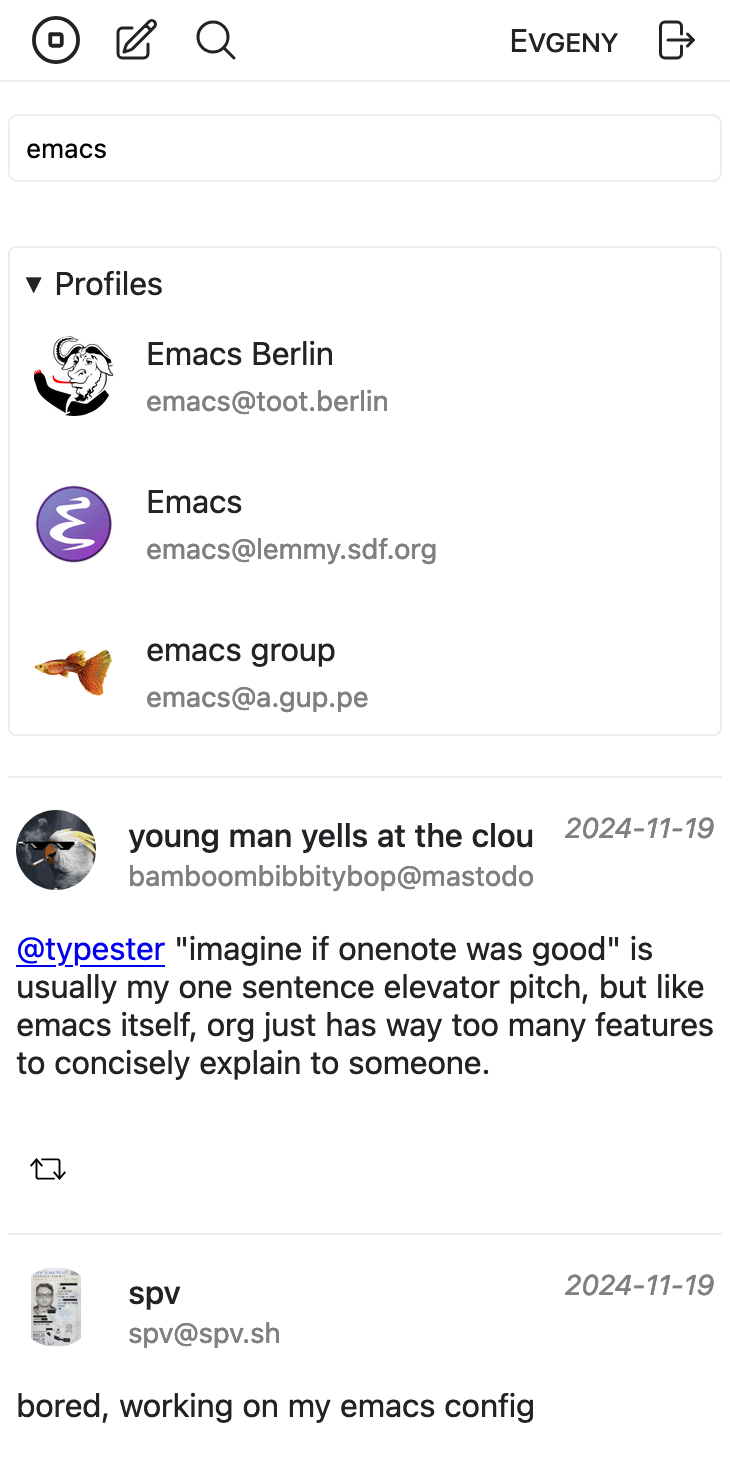 EVGENY
emacs
▼ Profiles
Emacs Berlin
emacs@toot.berlin
Emacs
emacs@lemmy.sdf.org
emacs group
emacs@a.gup.pe
young man yells at the clou
2024-11-19
bamboombibbitybop@mastodo
@typester "imagine if onenote was good" is
usually my one sentence elevator pitch, but like
emacs itself, org just has way too many features
to concisely explain to someone.
spv
2024-11-19
spv@spv.sh
bored, working on my emacs config